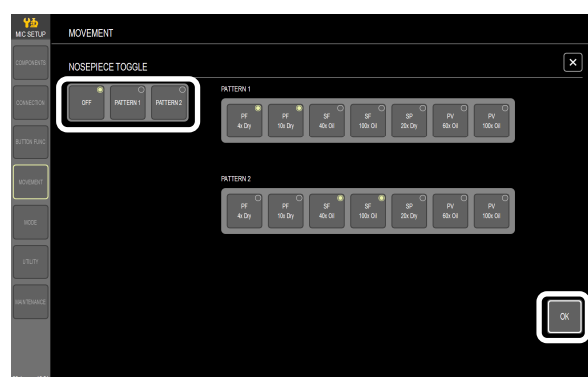 MIC SETUP
MOVEMENT
COMPONENTS
NOSEPIECE TOGGLE
×
OFF
PATTERN 1
PATTERN 2
PATTERN 1
PF 4x Dry
PF 10x Dry
SF 40x Oil
SF 100x Oil
SP 20x Dry
PV 60x Oil
PV 100x Oil
CONNECTION
BUTTON FUNC
MOVEMENT
PATTERN 2
PF 4x Dry
PF 10x Dry
SF 40x Oil
SF 100x Oil
SP 20x Dry
PV 60x Oil
PV 100x Oil
MODE
UTILITY
MAINTENANCE
OK